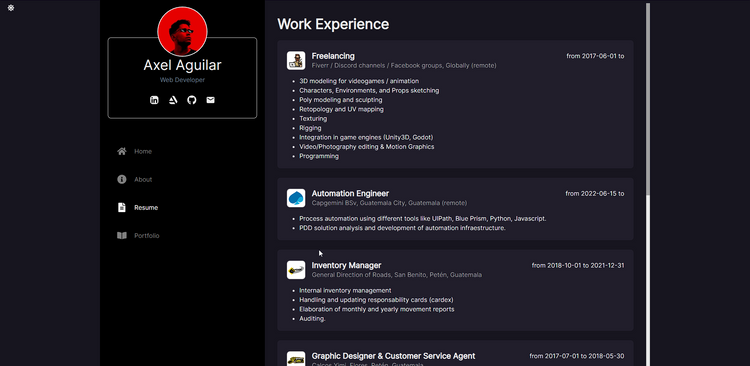 Axel Aguilar
Web Developer
Home
About
Resume
Portfolio
Work Experience
Freelancing
from 2017-06-01 to
Fiverr / Discord channels / Facebook groups, Globally (remote)
3D modeling for videogames / animation
Characters, Environments, and Props sketching
Poly modeling and sculpting
Retopology and UV mapping
Texturing
Rigging
Integration in game engines (Unity3D, Godot)
Video/Photography editing & Motion Graphics
Programming
Automation Engineer
from 2022-06-15 to
Capgemini BSv, Guatemala City, Guatemala (remote)
Process automation using different tools like UIPath, Blue Prism, Python, Javascript.
PDD solution analysis and development of automation infraestructure.
Inventory Manager
from 2018-10-01 to 2021-12-31
General Direction of Roads, San Benito, Petén, Guatemala
Internal inventory management
Handling and updating responsability cards (cardex)
Elaboration of monthly and yearly movement reports
Auditing.
Graphic Designer & Customer Service Agent
from 2017-07-01 to 2018-05-30
Calcos Ximi, Flores, Petén, Guatemala